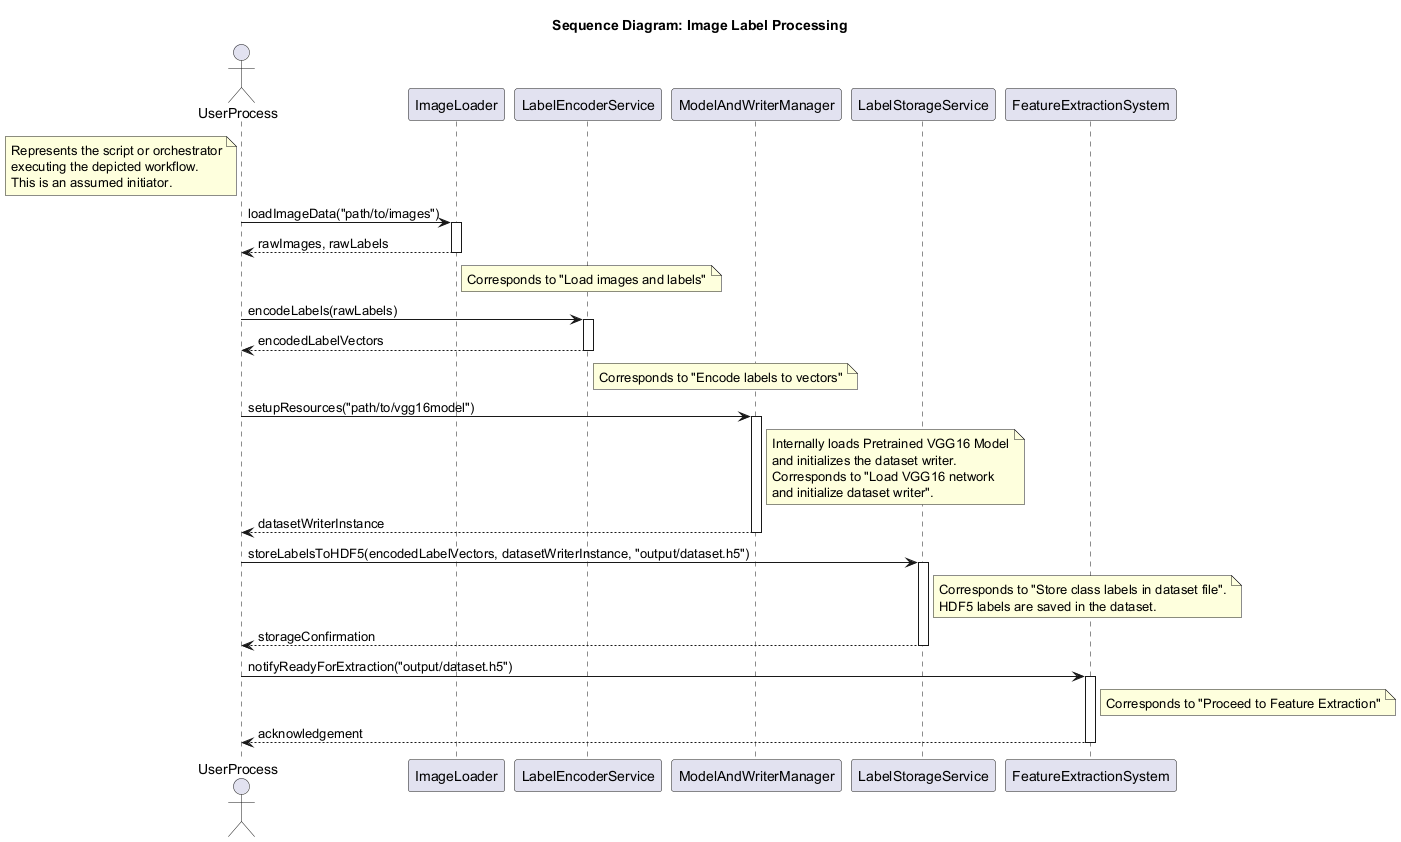 Sequence Diagram: Image Label Processing
UserProcess
ImageLoader
LabelEncoderService
ModelAndWriterManager
LabelStorageService
FeatureExtractionSystem
Represents the script or orchestrator
executing the depicted workflow.
This is an assumed initiator.
loadImageData("path/to/images")
rawImages, rawLabels
Corresponds to "Load images and labels"
encodeLabels(rawLabels)
encodedLabelVectors
Corresponds to "Encode labels to vectors"
setupResources("path/to/vgg16model")
Internally loads Pretrained VGG16 Model
and initializes the dataset writer.
Corresponds to "Load VGG16 network
and initialize dataset writer".
datasetWriterInstance
storeLabelsToHDF5(encodedLabelVectors, datasetWriterInstance, "output/dataset.h5")
Corresponds to "Store class labels in dataset file".
HDF5 labels are saved in the dataset.
storageConfirmation
notifyReadyForExtraction("output/dataset.h5")
Corresponds to "Proceed to Feature Extraction"
acknowledgement
UserProcess
ImageLoader
LabelEncoderService
ModelAndWriterManager
LabelStorageService
FeatureExtractionSystem